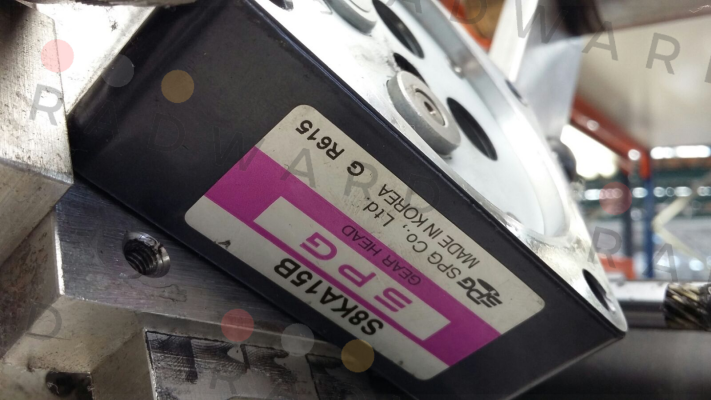 S8KA15B
SPG
GEAR HEAD
SPG SPG Co., Ltd.
MADE IN KOREA G R615